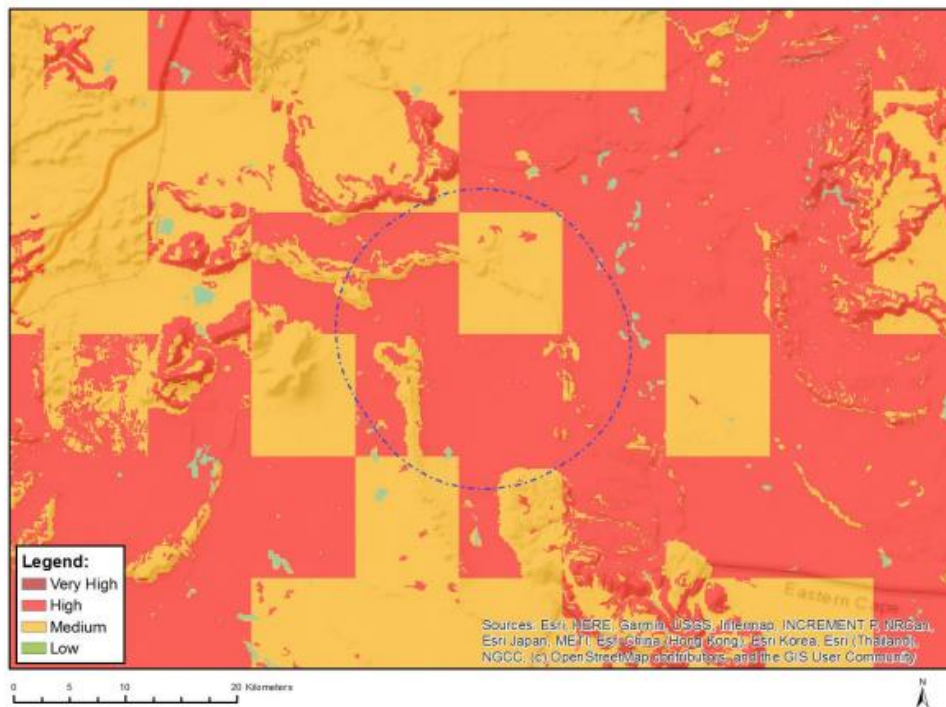 Legend:
Very High
High
Medium
Low
Eastern Cape
Sources: Esri, HERE, Garmin, USGS, Intermap, INCREMENT P, NRCan,
Esri Japan, METI, Esri China (Hong Kong), Esri Korea, Esri (Thailand),
NGCC, (c) OpenStreetMap contributors, and the GIS User Community
0 5 10 20 Kilometers
N